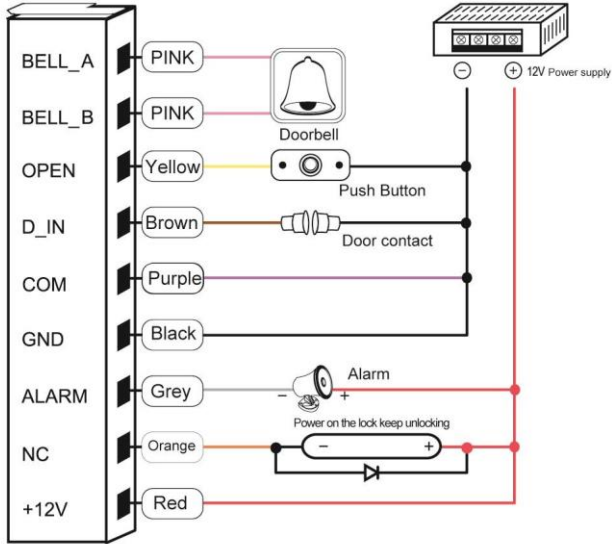 BELL_A PINK
BELL_B PINK
Doorbell
− + 12V Power supply
OPEN Yellow
Push Button
D_IN Brown
Door contact
COM Purple
GND Black
ALARM Grey
Alarm
− +
Power on the lock keep unlocking
NC Orange
− +
+12V Red